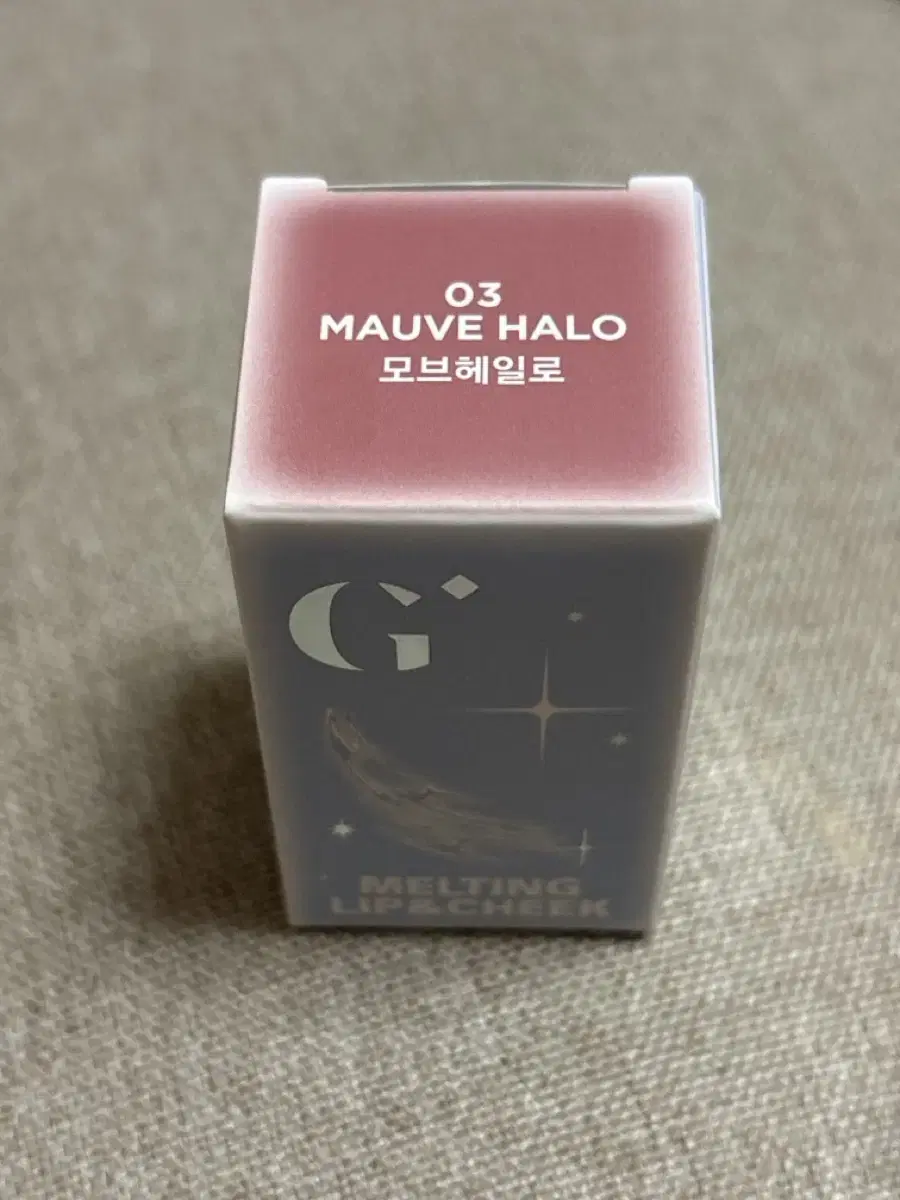 03
MAUVE HALO
모브헤일로
G
MELTING
LIP&CHEEK